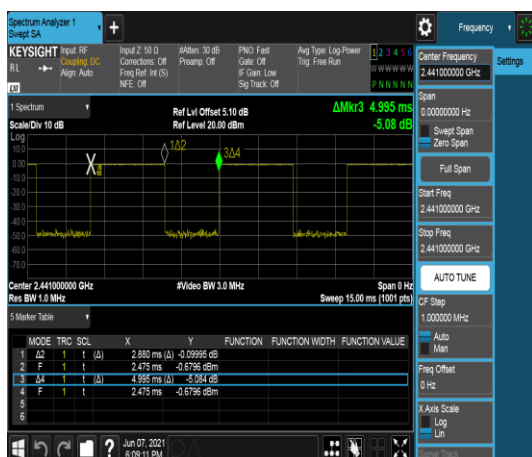 Spectrum Analyzer 1
Swept SA
+
Frequency
KEYSIGHT
Input: RF
Input Z: 50 Ω
#Atten: 30 dB
PNO: Fast
Avg Type: Log-Power
1 2 3 4 5 6
RL
Coupling: DC
Corrections: Off
Preamp: Off
Gate: Off
Trig: Free Run
W W W W W W
Align: Auto
Freq Ref: Int (S)
IF Gain: Low
P N N N N N
NFE: Off
Sig Track: Off
Center Frequency
Settings
2.441000000 GHz
1 Spectrum
Ref Lvl Offset 5.10 dB
ΔMkr3 4.995 ms
Scale/Div 10 dB
Ref Level 20.00 dBm
-5.08 dB
Span
0.00000000 Hz
Swept Span
Zero Span
Log
10.0
0.00
-10.0
-20.0
-30.0
-40.0
-50.0
-60.0
-70.0
1Δ2
3Δ4
X
Full Span
Start Freq
2.441000000 GHz
Stop Freq
2.441000000 GHz
AUTO TUNE
Center 2.441000000 GHz
#Video BW 3.0 MHz
Span 0 Hz
Res BW 1.0 MHz
Sweep 15.00 ms (1001 pts)
CF Step
1.000000 MHz
Auto
Man
5 Marker Table
MODE TRC SCL X Y FUNCTION FUNCTION WIDTH FUNCTION VALUE
1 Δ2 1 t (Δ) 2.880 ms (Δ) -0.09995 dB
2 F 1 t 2.475 ms -0.6796 dBm
3 Δ4 1 t (Δ) 4.995 ms (Δ) -5.084 dB
4 F 1 t 2.475 ms -0.6796 dBm
5
6
Freq Offset
0 Hz
X Axis Scale
Log
Lin
Signal Track
?
Jun 07, 2021
6:09:11 PM